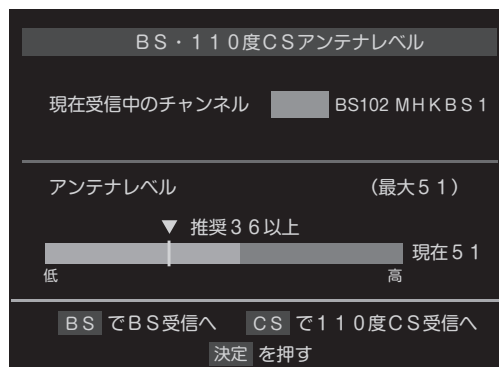 BS・110度CSアンテナレベル
現在受信中のチャンネル BS102 MHKBS1
アンテナレベル (最大51)
▼ 推奨36以上
現在51
低 高
BS でBS受信へ CS で110度CS受信へ
決定 を押す